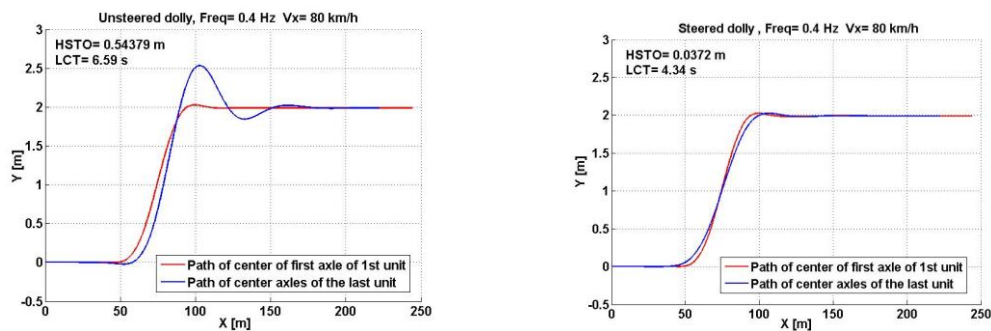 Unsteered dolly, Freq= 0.4 Hz Vx= 80 km/h
HSTO= 0.54379 m
LCT= 6.59 s
3
2.5
2
1.5
1
0.5
0
-0.5
Y [m]
0 50 100 150 200 250
X [m]
Path of center of first axle of 1st unit
Path of center axles of the last unit
Steered dolly , Freq= 0.4 Hz Vx= 80 km/h
HSTO= 0.0372 m
LCT= 4.34 s
3
2.5
2
1.5
1
0.5
0
-0.5
Y [m]
0 50 100 150 200 250
X [m]
Path of center of first axle of 1st unit
Path of center axles of the last unit